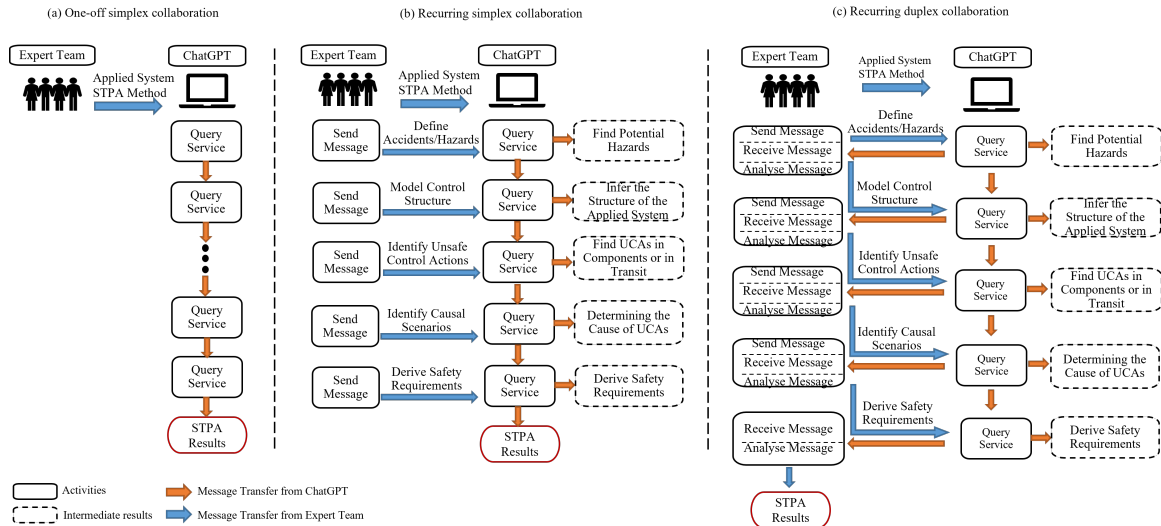 (a) One-off simplex collaboration
Expert Team
ChatGPT
Applied System
STPA Method
Query
Service
Query
Service
Query
Service
Query
Service
STPA
Results
(b) Recurring simplex collaboration
Expert Team
ChatGPT
Applied System
STPA Method
Send
Message
Define
Accidents/Hazards
Query
Service
Find Potential
Hazards
Send
Message
Model Control
Structure
Query
Service
Infer the
Structure of the
Applied System
Send
Message
Identify Unsafe
Control Actions
Query
Service
Find UCAs in
Components or in
Transit
Send
Message
Identify Causal
Scenarios
Query
Service
Determining the
Cause of UCAs
Send
Message
Derive Safety
Requirements
Query
Service
Derive Safety
Requirements
STPA
Results
(c) Recurring duplex collaboration
Expert Team
ChatGPT
Applied System
STPA Method
Send Message
Receive Message
Analyse Message
Define
Accidents/Hazards
Query
Service
Find Potential
Hazards
Model Control
Structure
Send Message
Receive Message
Analyse Message
Query
Service
Infer the
Structure of the
Applied System
Identify Unsafe
Control Actions
Send Message
Receive Message
Analyse Message
Query
Service
Find UCAs in
Components or in
Transit
Identify Causal
Scenarios
Send Message
Receive Message
Analyse Message
Query
Service
Determining the
Cause of UCAs
Derive Safety
Requirements
Receive Message
Analyse Message
Query
Service
Derive Safety
Requirements
STPA
Results
Activities
Message Transfer from ChatGPT
Intermediate results
Message Transfer from Expert Team